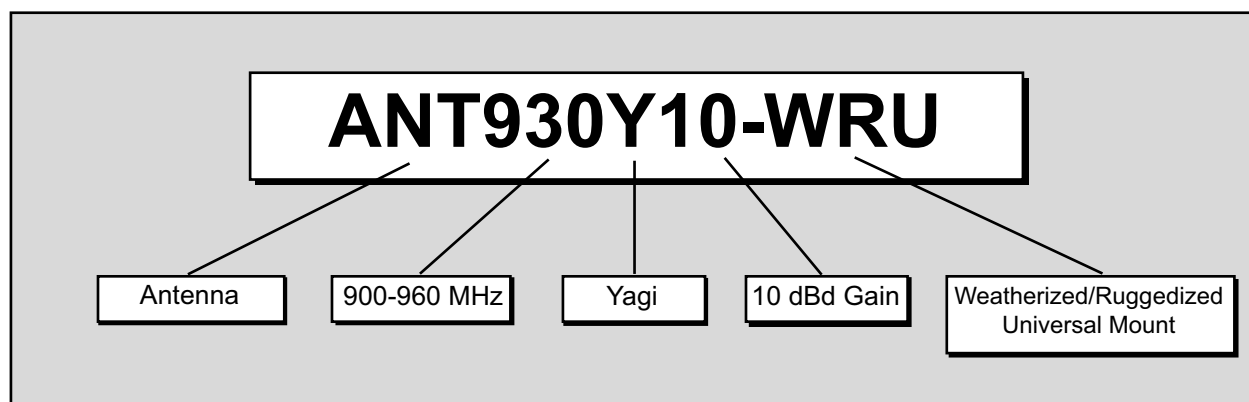 ANT930Y10-WRU
Antenna
900-960 MHz
Yagi
10 dBd Gain
Weatherized/Ruggedized
Universal Mount